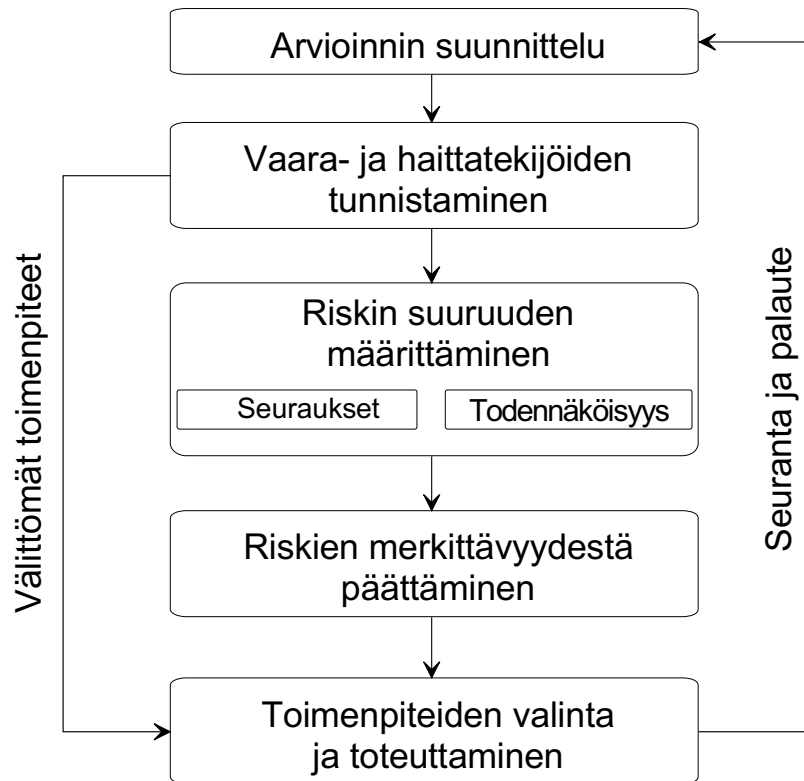 Arvioinnin suunnittelu
Vaara- ja haittatekijöiden
tunnistaminen
Riskin suuruuden
määrittäminen
Seuraukset
Todennäköisyys
Riskien merkittävyydestä
päättäminen
Toimenpiteiden valinta
ja toteuttaminen
Välittömät toimenpiteet
Seuranta ja palaute